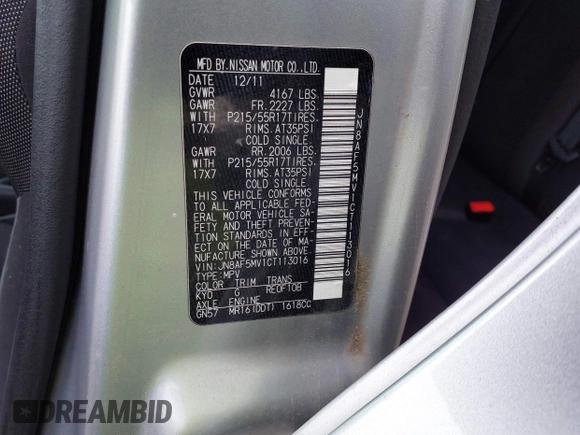 MFD BY.NISSAN MOTOR CO.,LTD.
DATE 12/11
GVWR 4167 LBS.
GAWR FR. 2227 LBS.
WITH P215/55R17TIRES.
17X7 RIMS. AT35PSI
COLD SINGLE.
GAWR RR. 2006 LBS.
WITH P215/55R17TIRES.
17X7 RIMS. AT35PSI
COLD SINGLE.
THIS VEHICLE CONFORMS
TO ALL APPLICABLE FED-
ERAL MOTOR VEHICLE SA-
FETY AND THEFT PREVENTION
STANDARDS IN EFF-
ECT ON THE DATE OF MA-
NUFACTURE SHOWN ABOVE.
VIN:JN8AF5MV1CT113016
TYPE:MPV
COLOR TRIM TRANS
KYO G RE0F10B
AXLE ENGINE
GN57 MR16(DDT) 1618CC
JN8AF5MV1CT113016
DREAMBID